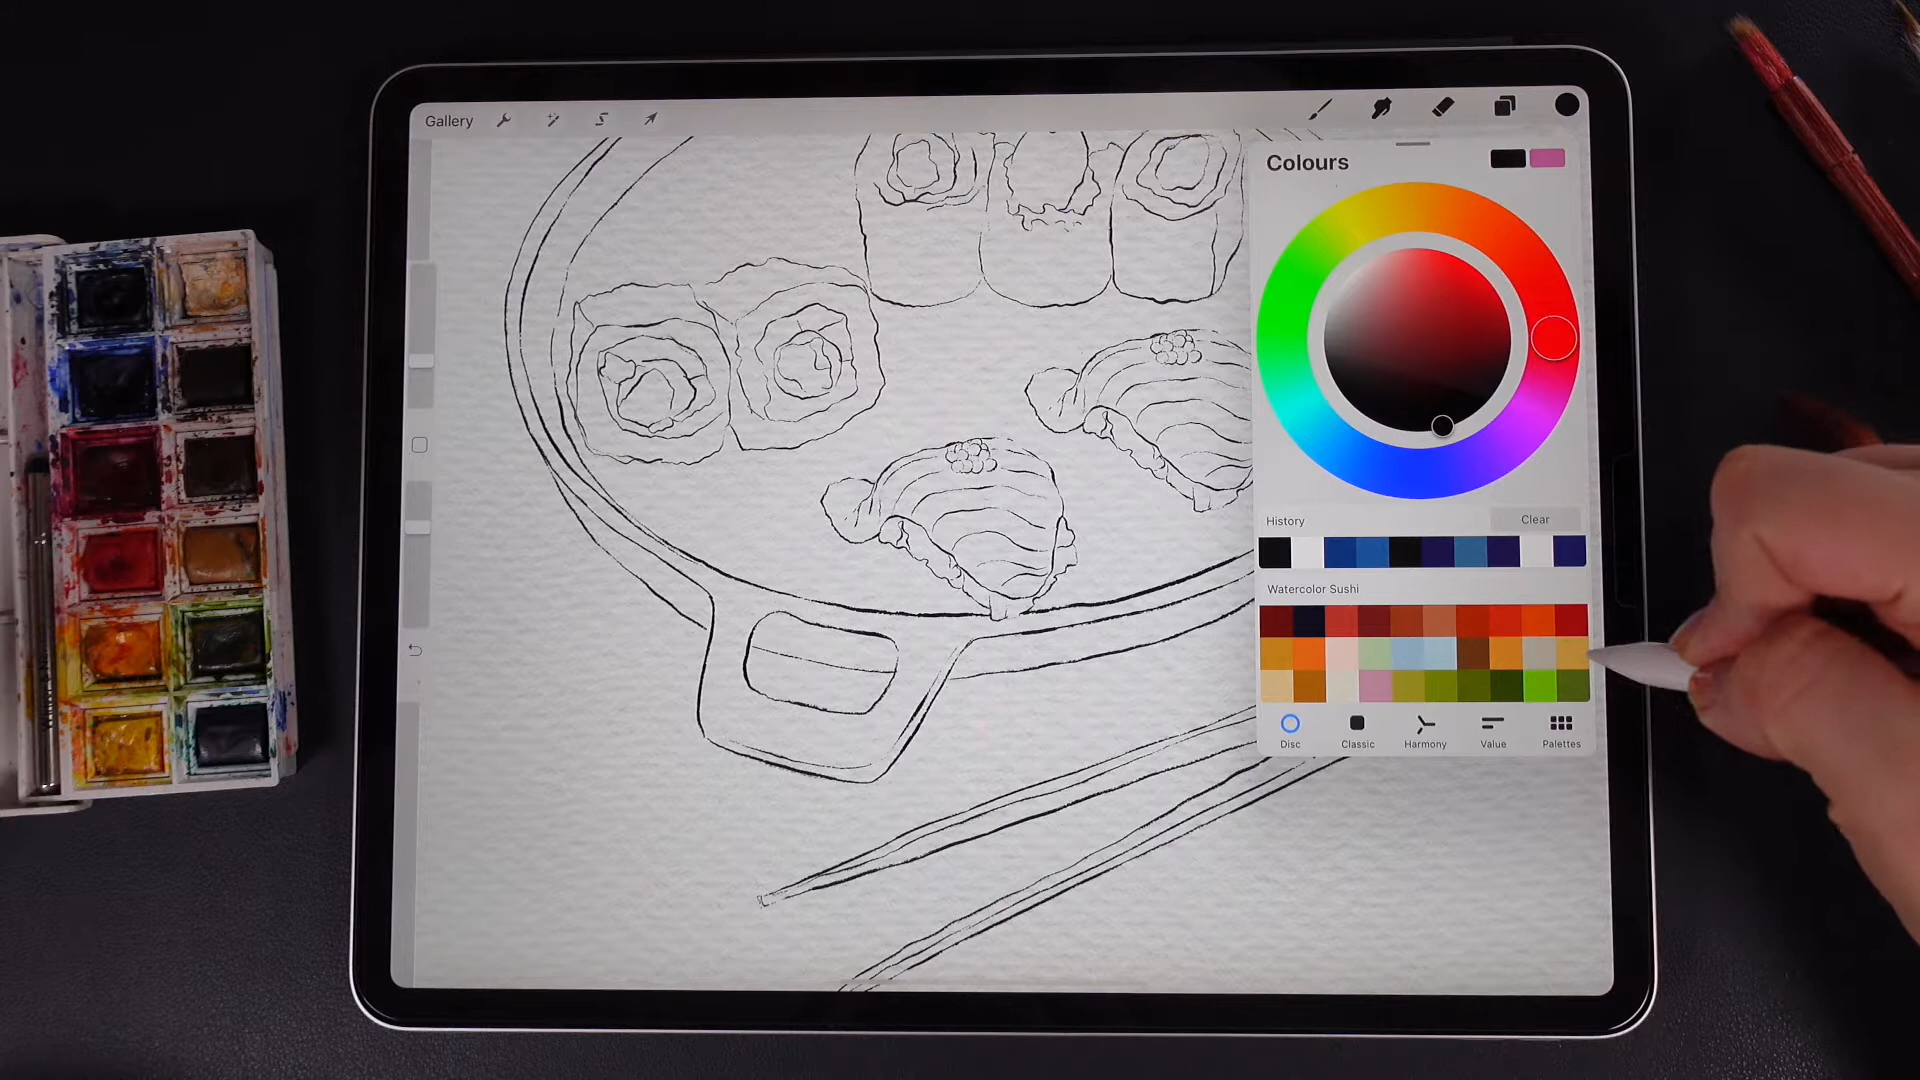 Gallery
Colours
History
Clear
Watercolor Sushi
Disc
Classic
Harmony
Value
Palettes